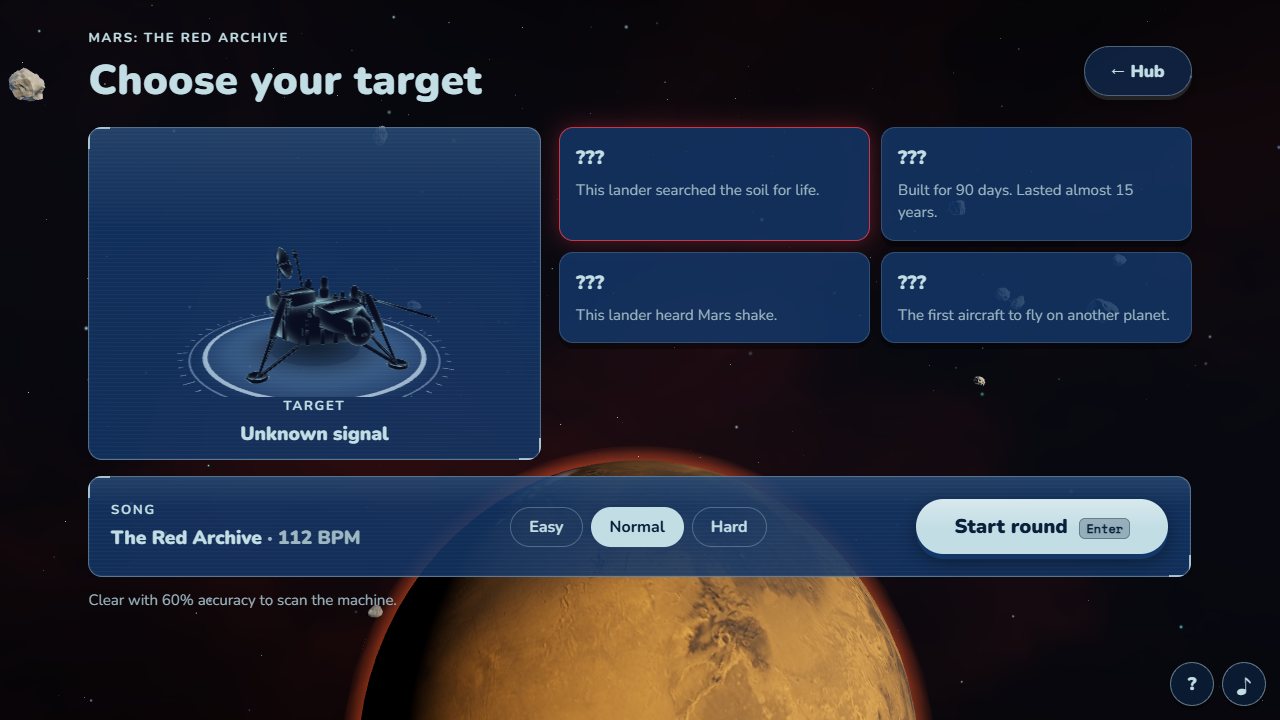 MARS: THE RED ARCHIVE
Choose your target
← Hub
TARGET
Unknown signal
???
This lander searched the soil for life.
???
Built for 90 days. Lasted almost 15
years.
???
This lander heard Mars shake.
???
The first aircraft to fly on another planet.
SONG
The Red Archive · 112 BPM
Easy
Normal
Hard
Start round Enter
Clear with 60% accuracy to scan the machine.
?
♪